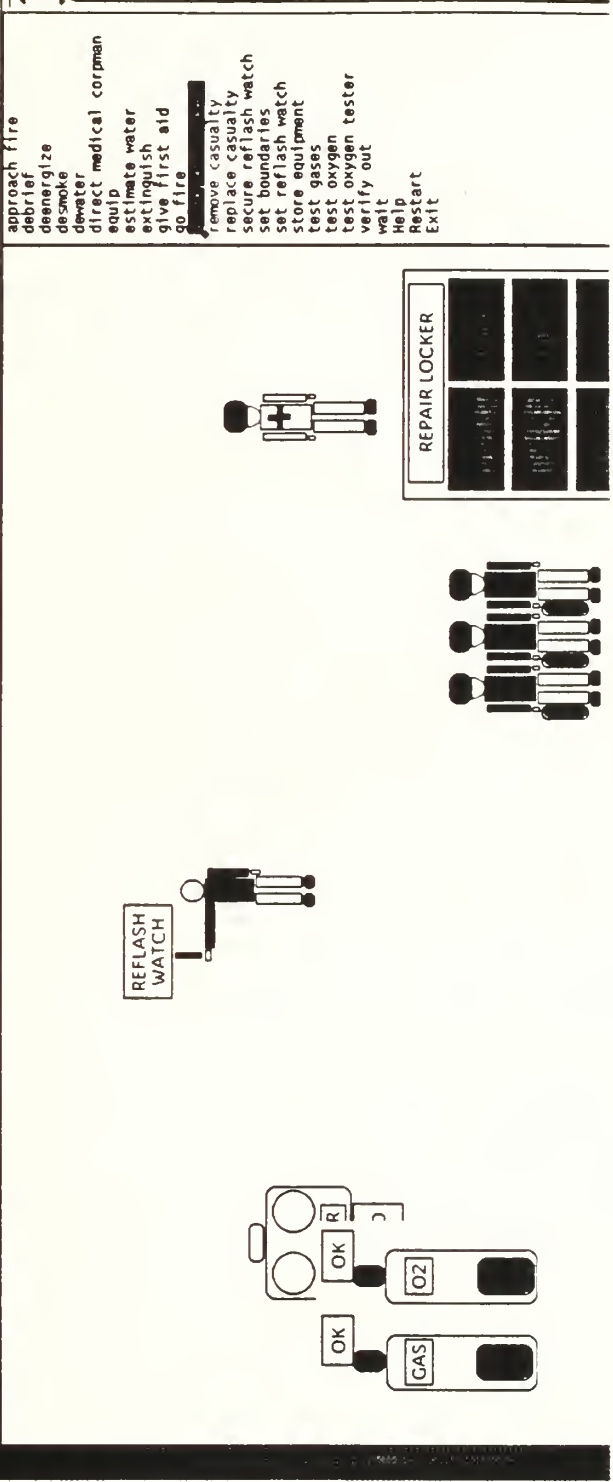 approach fire
debrief
deenergize
desmoke
dewater
direct medical corpman
equip
estimate water
extinguish
give first aid
go fire
remove casualty
replace casualty
secure reflash watch
set boundaries
set reflash watch
store equipment
test gases
test oxygen
test oxygen tester
verify out
wait
Help
Restart
Exit
REPAIR LOCKER
REFLASH
WATCH
R
OK
O2
OK
GAS